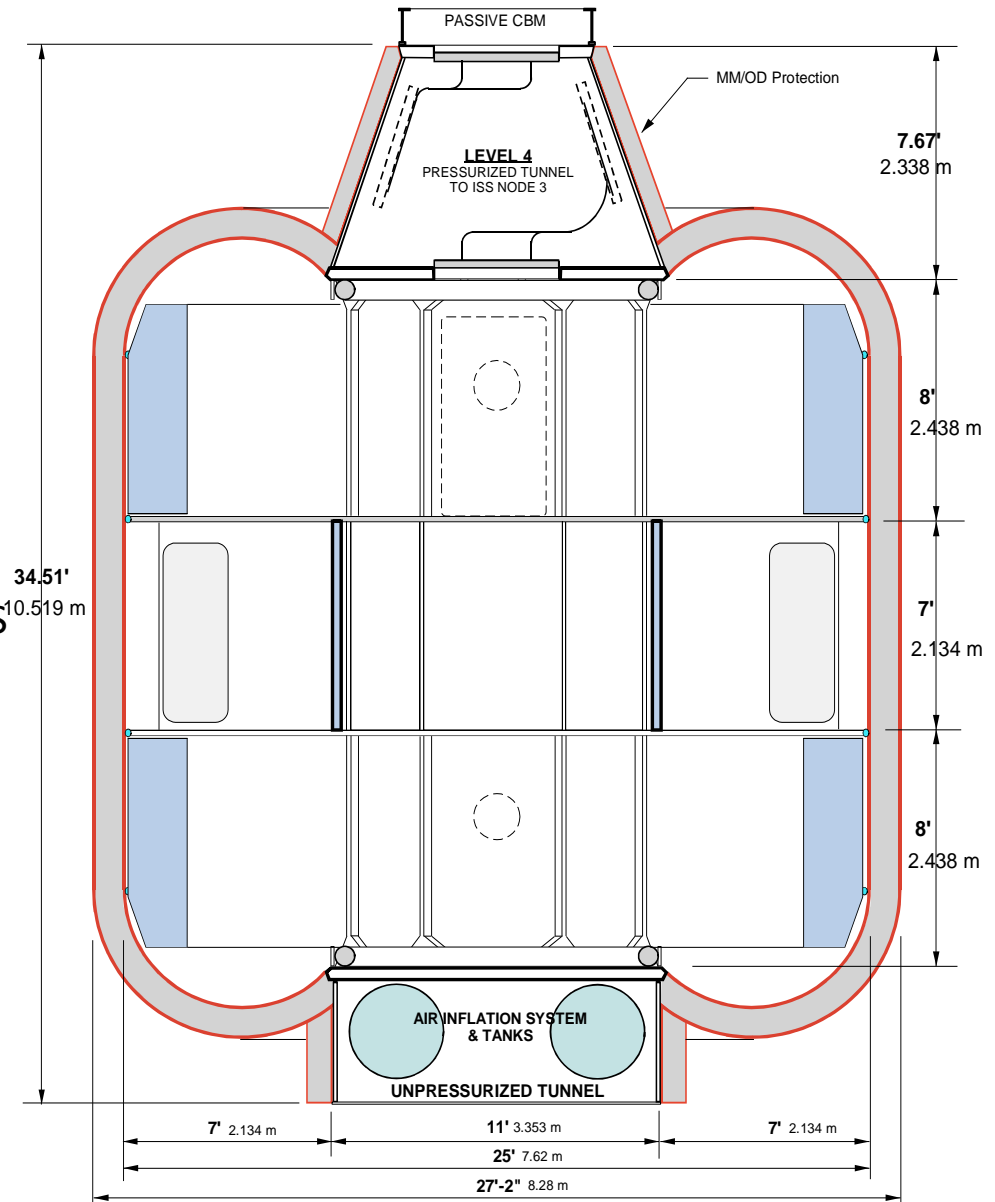 PASSIVE CBM
MM/OD Protection
7.67'
2.338 m
LEVEL 4
PRESSURIZED TUNNEL
TO ISS NODE 3
8'
2.438 m
34.51'
10.519 m
S
7'
2.134 m
8'
2.438 m
AIR INFLATION SYSTEM
& TANKS
UNPRESSURIZED TUNNEL
7' 2.134 m
11' 3.353 m
7' 2.134 m
25' 7.62 m
27'-2" 8.28 m